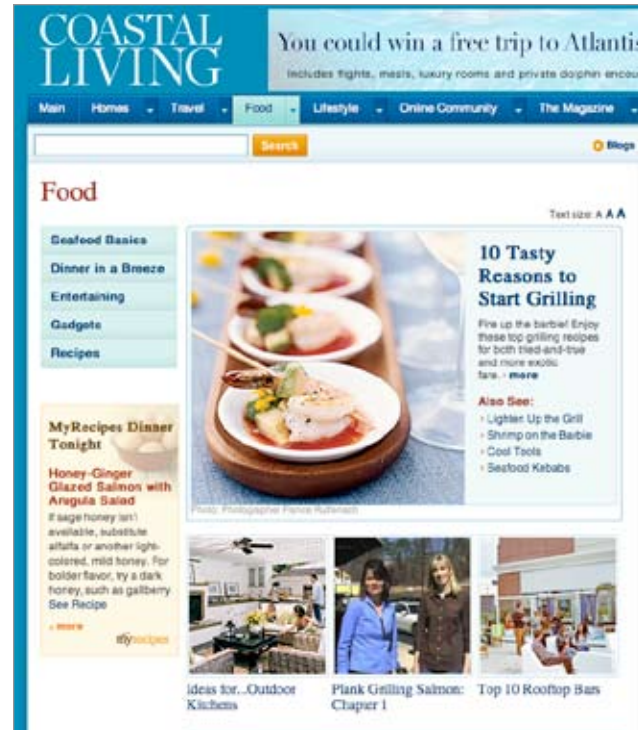 COASTAL
LIVING
You could win a free trip to Atlantis
Includes flights, meals, luxury rooms and private dolphin encou
Main Homes Travel Food Lifestyle Online Community The Magazine
Search
Blogs
Food
Text size: A A A
Seafood Basics
Dinner in a Breeze
Entertaining
Gadgets
Recipes
10 Tasty
Reasons to
Start Grilling
Fire up the barbie! Enjoy
these top grilling recipes
for both tried-and-true
and more exotic
fare. › more
Also See:
› Lighten Up the Grill
› Shrimp on the Barbie
› Cool Tools
› Seafood Kebabs
Photo: Photographer
MyRecipes Dinner
Tonight
Honey-Ginger
Glazed Salmon with
Arugula Salad
If sage honey isn't
available, substitute
alfalfa or another light-
colored, mild honey. For
bolder flavor, try a dark
honey, such as gallberry
See Recipe
» more
myrecipes
Ideas for...Outdoor
Kitchens
Plank Grilling Salmon:
Chapter 1
Top 10 Rooftop Bars